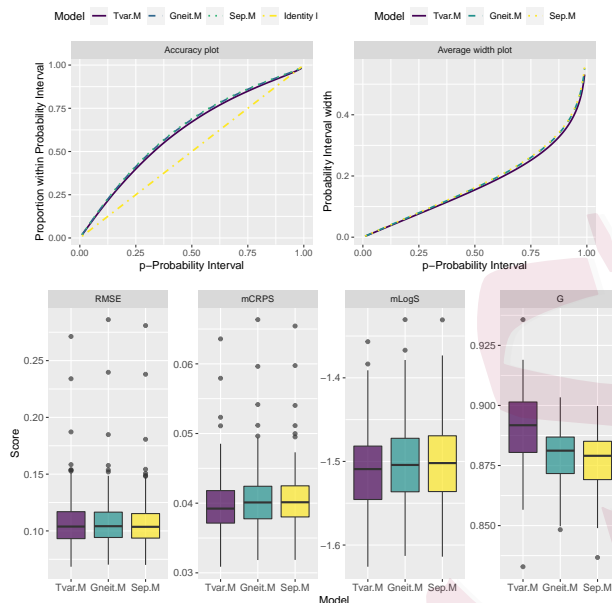 Model Tvar.M Gneit.M Sep.M Identity l
Model Tvar.M Gneit.M Sep.M
Accuracy plot
Average width plot
Proportion within Probability Interval
1.00
0.75
0.50
0.25
0.00
0.00 0.25 0.50 0.75 1.00
p−Probability Interval
Probability Interval width
0.4
0.2
0.0
0.00 0.25 0.50 0.75 1.00
p−Probability Interval
RMSE
mCRPS
mLogS
G
Score
0.25
0.20
0.15
0.10
0.06
0.05
0.04
0.03
−1.4
−1.5
−1.6
0.925
0.900
0.875
0.850
Tvar.M Gneit.M Sep.M
Tvar.M Gneit.M Sep.M
Tvar.M Gneit.M Sep.M
Tvar.M Gneit.M Sep.M
Model